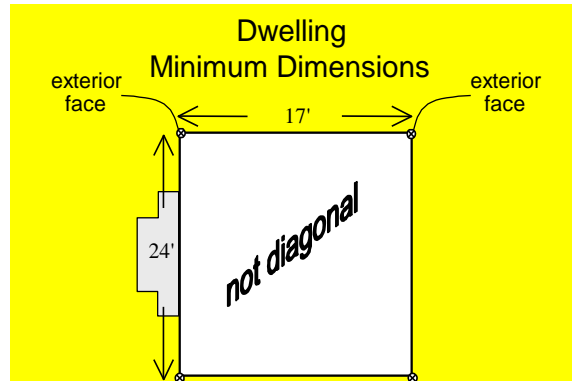 Dwelling
Minimum Dimensions
exterior
face
exterior
face
17'
24'
not diagonal